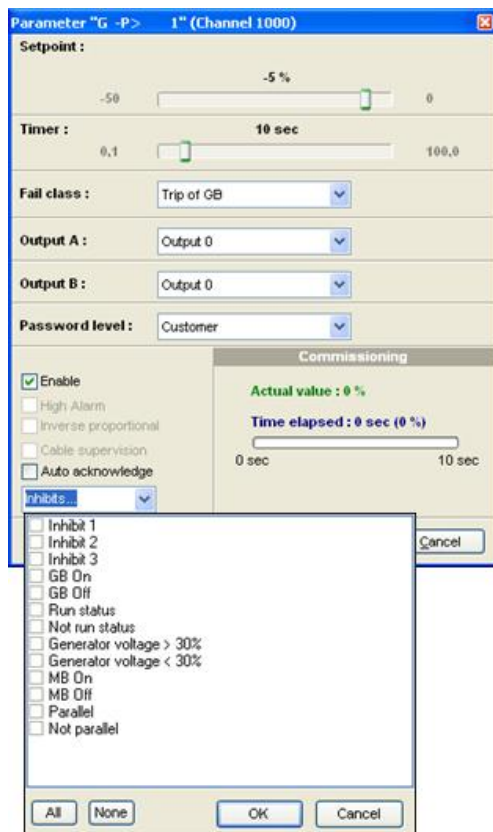 Parameter "G -P> 1" (Channel 1000)
Setpoint :
-5 %
-50 0
Timer :
10 sec
0,1 100,0
Fail class : Trip of GB
Output A : Output 0
Output B : Output 0
Password level : Customer
Commissioning
Enable
High Alarm
Inverse proportional
Cable supervision
Auto acknowledge
Actual value : 0 %
Time elapsed : 0 sec (0 %)
0 sec 10 sec
Inhibits...
Cancel
Inhibit 1
Inhibit 2
Inhibit 3
GB On
GB Off
Run status
Not run status
Generator voltage > 30%
Generator voltage < 30%
MB On
MB Off
Parallel
Not parallel
All None OK Cancel